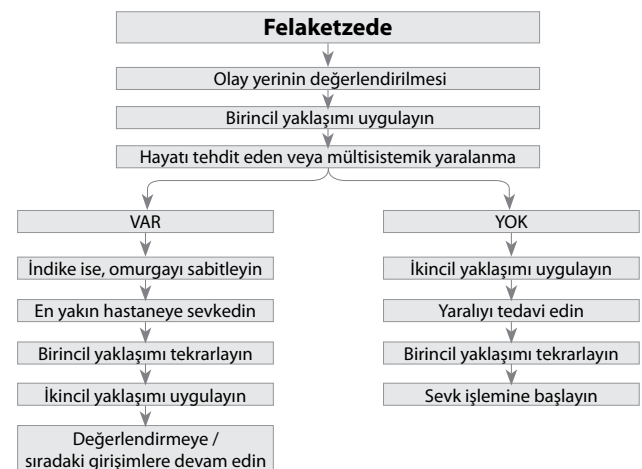 Felaketzede
Olay yerinin değerlendirilmesi
Birincil yaklaşımı uygulayın
Hayatı tehdit eden veya mültisistemik yaralanma
VAR
İndike ise, omurgayı sabitleyin
En yakın hastaneye sevkedin
Birincil yaklaşımı tekrarlayın
İkincil yaklaşımı uygulayın
Değerlendirmeye /
sıradaki girişimlere devam edin
YOK
İkincil yaklaşımı uygulayın
Yaralıyı tedavi edin
Birincil yaklaşımı tekrarlayın
Sevk işlemine başlayın